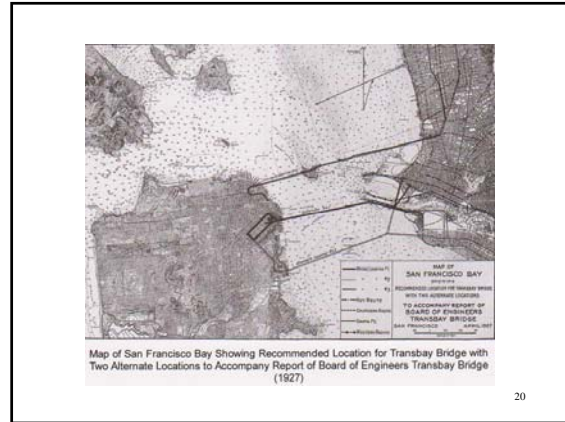 MAP OF
SAN FRANCISCO BAY
RECOMMENDED LOCATION FOR TRANSBAY BRIDGE
WITH TWO ALTERNATE LOCATIONS
TO ACCOMPANY REPORT OF
BOARD OF ENGINEERS
TRANSBAY BRIDGE
SAN FRANCISCO APRIL 1927
Map of San Francisco Bay Showing Recommended Location for Transbay Bridge with
Two Alternate Locations to Accompany Report of Board of Engineers Transbay Bridge
(1927)
20